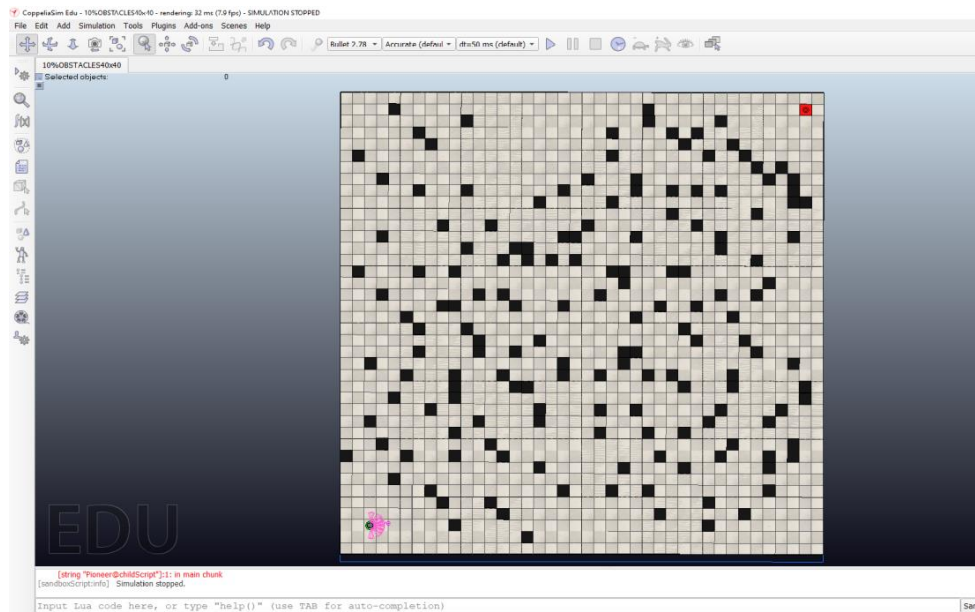 CoppeliaSim Edu - 10%OBSTACLES40x40 - rendering: 32 ms (7.9 fps) - SIMULATION STOPPED
File Edit Add Simulation Tools Plugins Add-ons Scenes Help
Bullet 2.78 Accurate (defaul dt=50 ms (default)
10%OBSTACLES40x40
Selected objects: 0
f(x)
EDU
[string "Pioneer@childScript"]:1: in main chunk
[sandboxScript:info] Simulation stopped.
Input Lua code here, or type "help()" (use TAB for auto-completion)